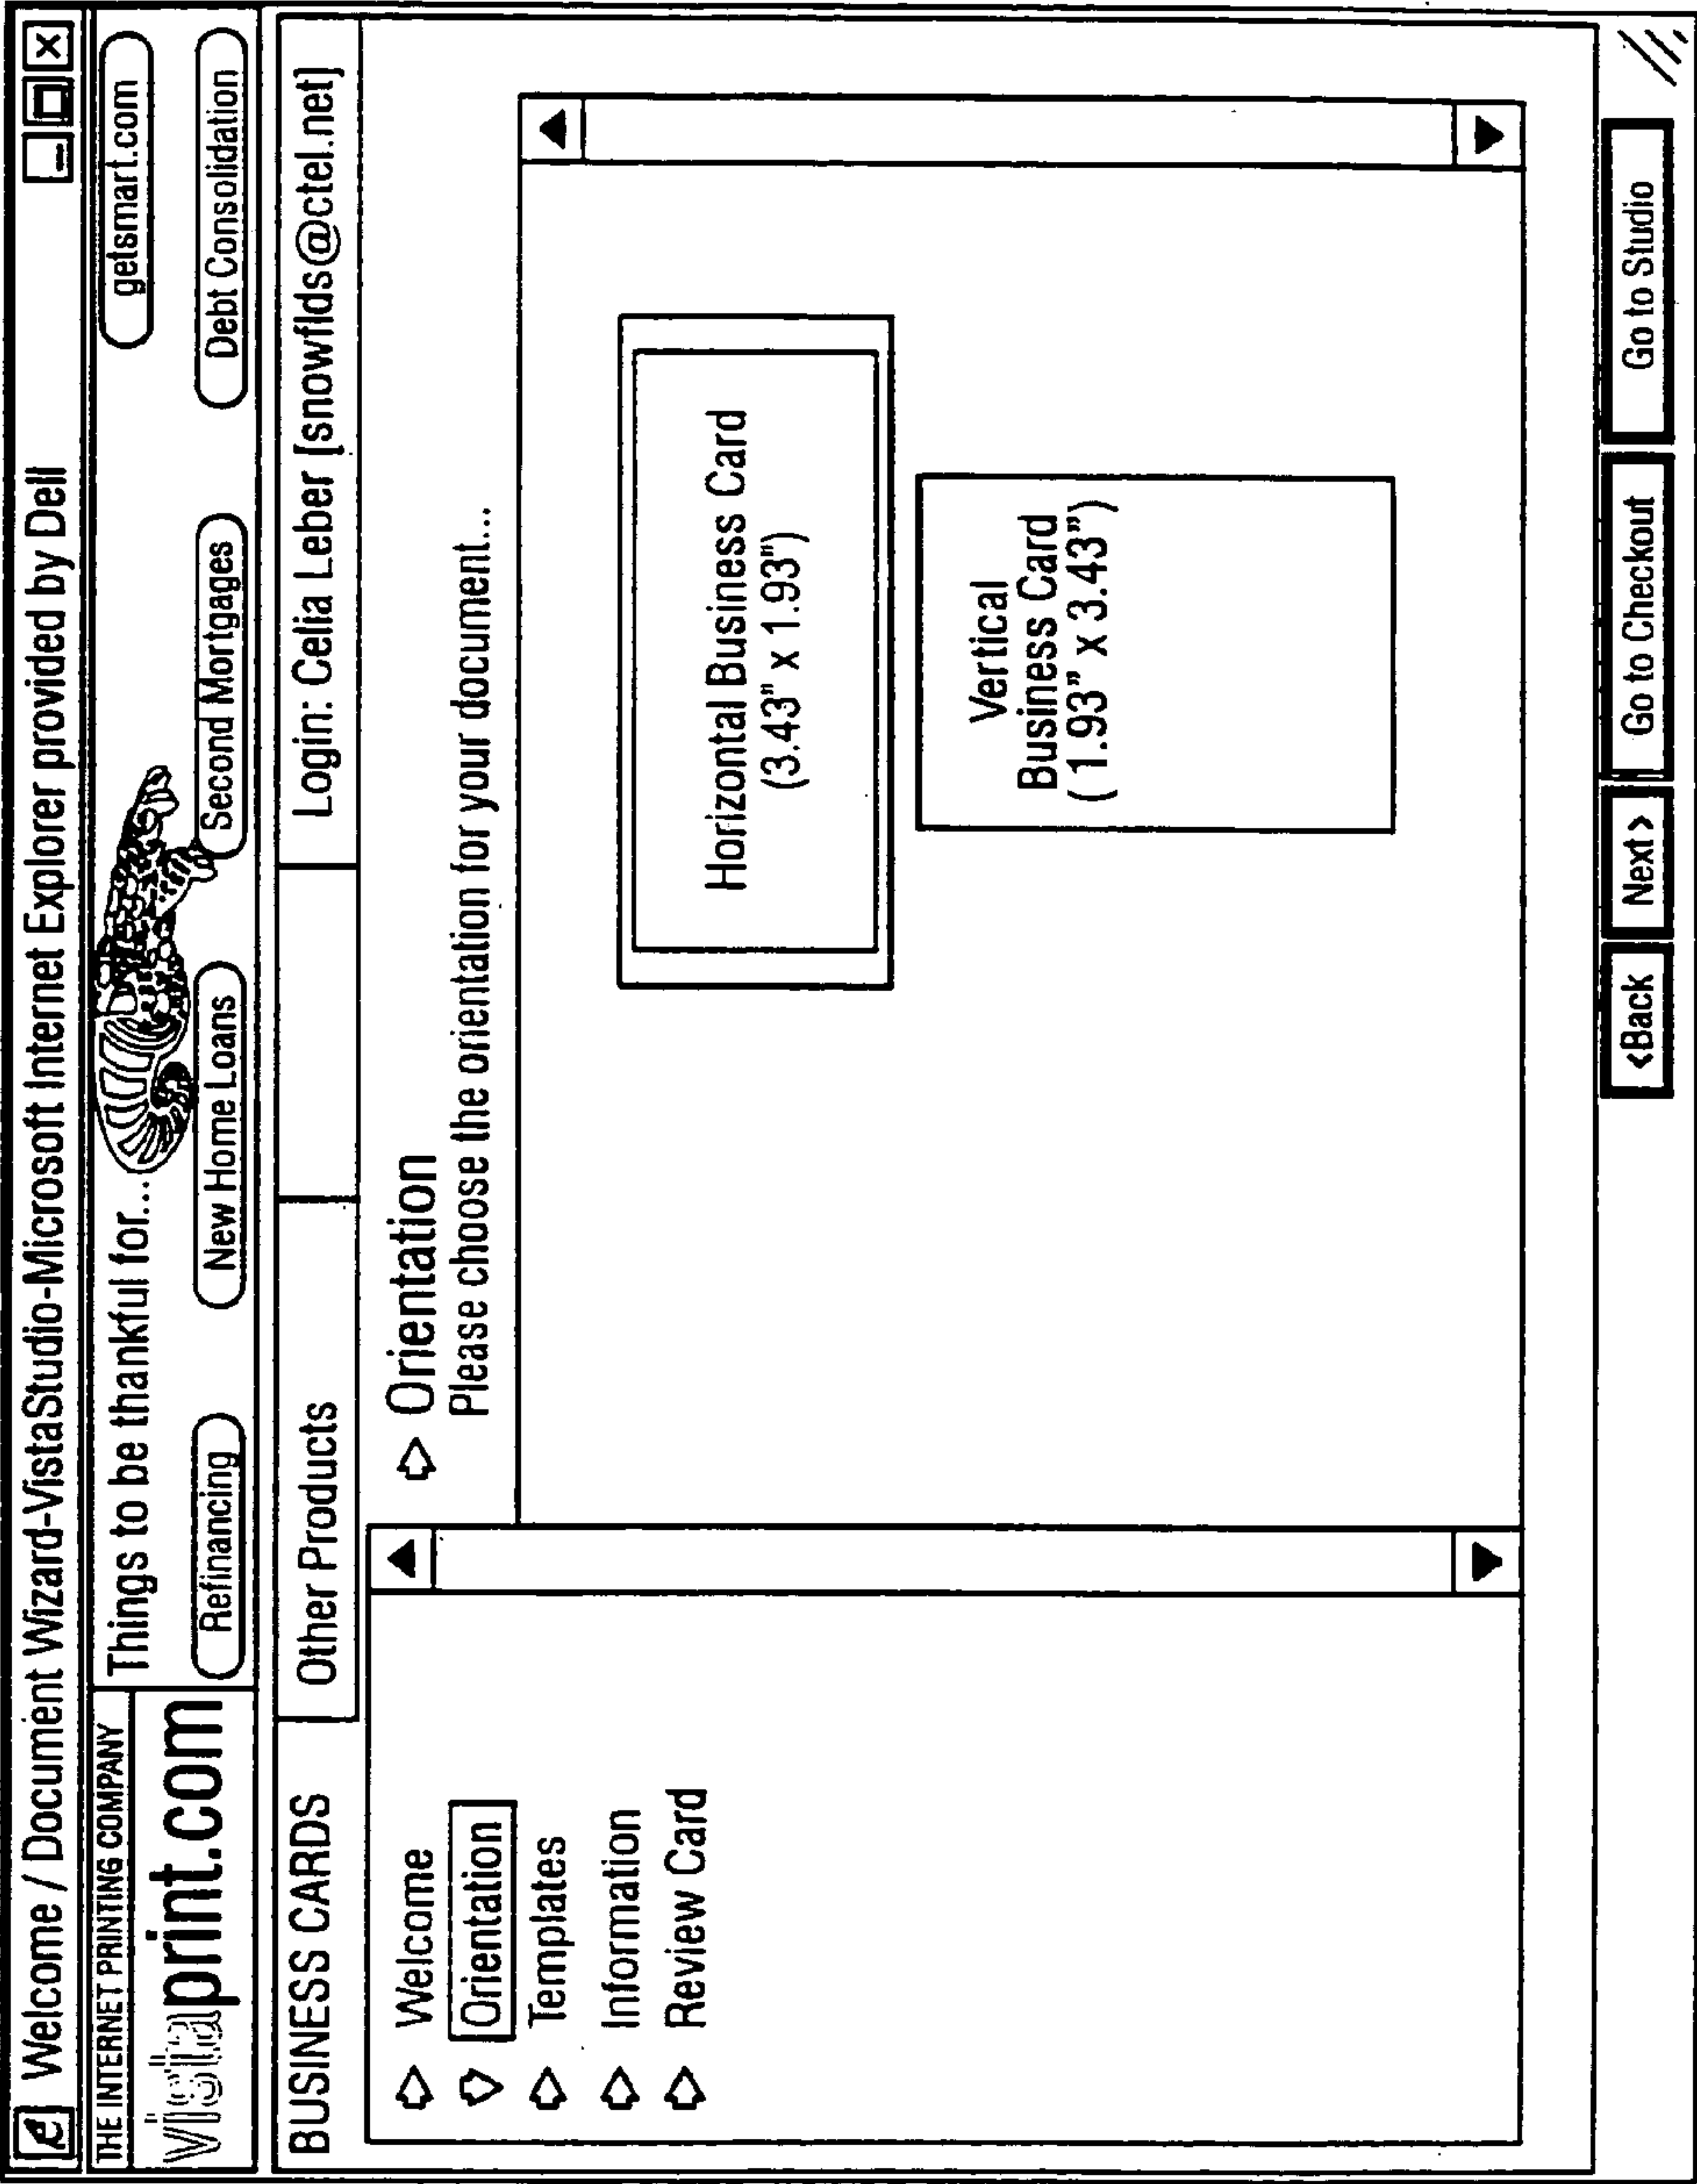 Welcome / Document Wizard-VistaStudio-Microsoft Internet Explorer provided by Dell
THE INTERNET PRINTING COMPANY
vistaprint.com
Things to be thankful for...
getsmart.com
Refinancing
New Home Loans
Second Mortgages
Debt Consolidation
BUSINESS CARDS
Other Products
Login: Celia Leber [snowflds@ctel.net]
Welcome
Orientation
Templates
Information
Review Card
Orientation
Please choose the orientation for your document...
Horizontal Business Card
(3.43" x 1.93")
Vertical
Business Card
(1.93" x 3.43")
<Back
Next>
Go to Checkout
Go to Studio